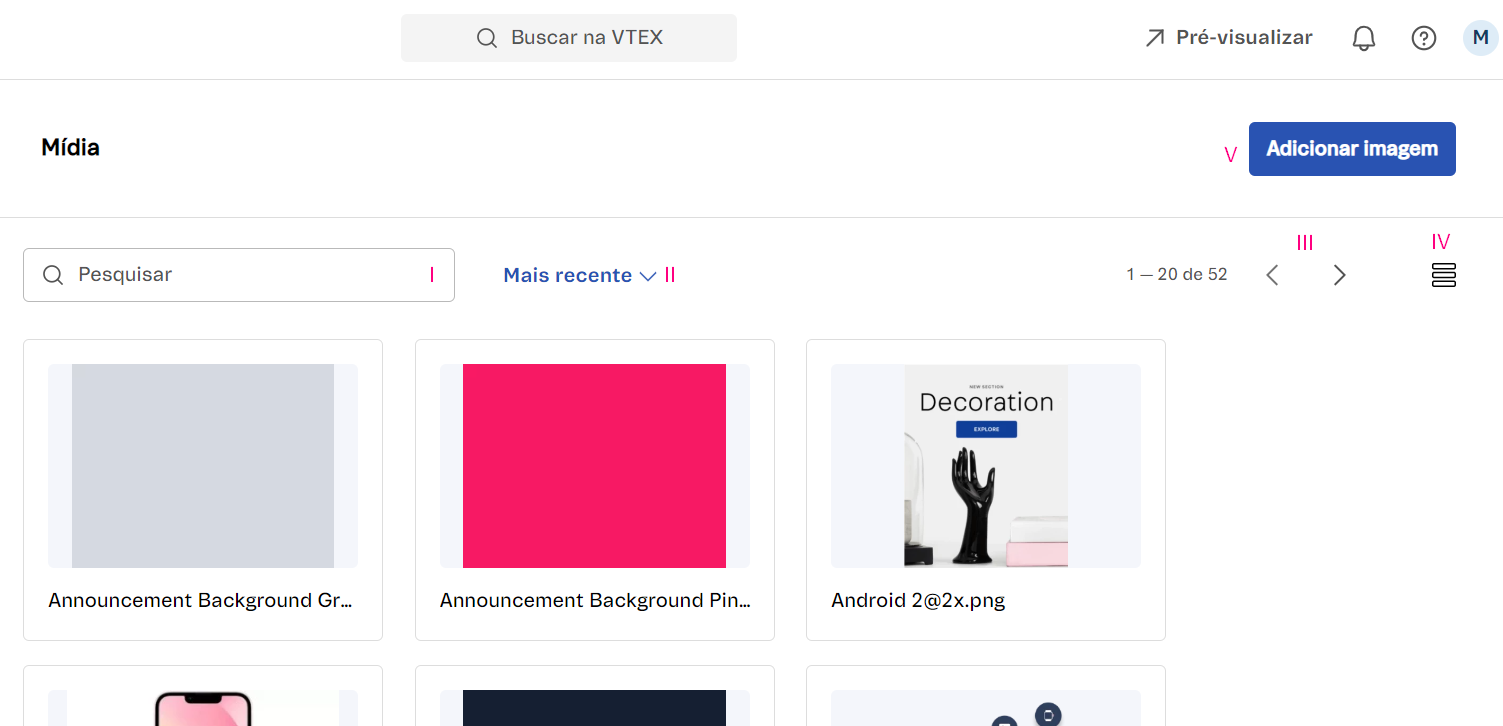 Buscar na VTEX
Pré-visualizar
M
Mídia
V
Adicionar imagem
Pesquisar
I
Mais recente
II
1 — 20 de 52
III
IV
NEW SECTION
Decoration
EXPLORE
Announcement Background Gr...
Announcement Background Pin...
Android 2@2x.png